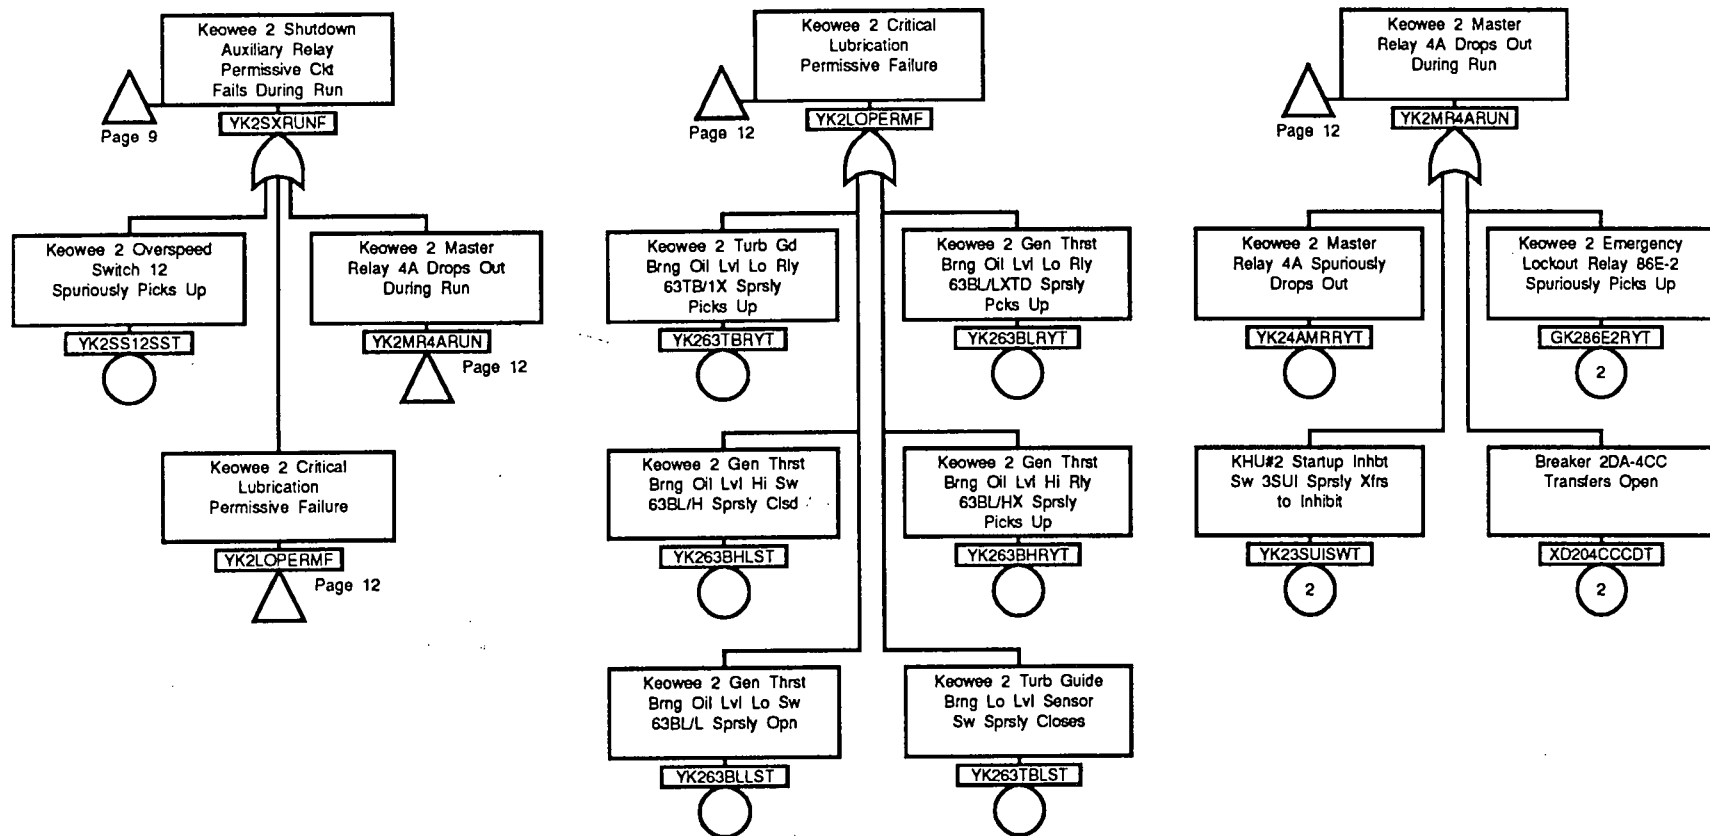 Keowee 2 Shutdown
Auxiliary Relay
Permissive Ckt
Fails During Run
Page 9
YK2SXRUNF
Keowee 2 Overspeed
Switch 12
Spuriously Picks Up
YK2SS12SST
Keowee 2 Master
Relay 4A Drops Out
During Run
YK2MR4ARUN
Page 12
Keowee 2 Critical
Lubrication
Permissive Failure
YK2LOPERMF
Page 12
Keowee 2 Critical
Lubrication
Permissive Failure
Page 12
YK2LOPERMF
Keowee 2 Turb Gd
Brng Oil Lvl Lo Rly
63TB/1X Sprsly
Picks Up
YK263TBRYT
Keowee 2 Gen Thrst
Brng Oil Lvl Lo Rly
63BL/LXTD Sprsly
Pcks Up
YK263BLRYT
Keowee 2 Gen Thrst
Brng Oil Lvl Hi Sw
63BL/H Sprsly Clsd
YK263BHLST
Keowee 2 Gen Thrst
Brng Oil Lvl Hi Rly
63BL/HX Sprsly
Picks Up
YK263BHRYT
Keowee 2 Gen Thrst
Brng Oil Lvl Lo Sw
63BL/L Sprsly Opn
YK263BLLST
Keowee 2 Turb Guide
Brng Lo Lvl Sensor
Sw Sprsly Closes
YK263TBLST
Keowee 2 Master
Relay 4A Drops Out
During Run
Page 12
YK2MR4ARUN
Keowee 2 Master
Relay 4A Spuriously
Drops Out
YK24AMRRYT
Keowee 2 Emergency
Lockout Relay 86E-2
Spuriously Picks Up
GK286E2RYT
2
KHU#2 Startup Inhbt
Sw 3SUI Sprsly Xfrs
to Inhibit
YK23SUISWT
2
Breaker 2DA-4CC
Transfers Open
XD204CCCDT
2